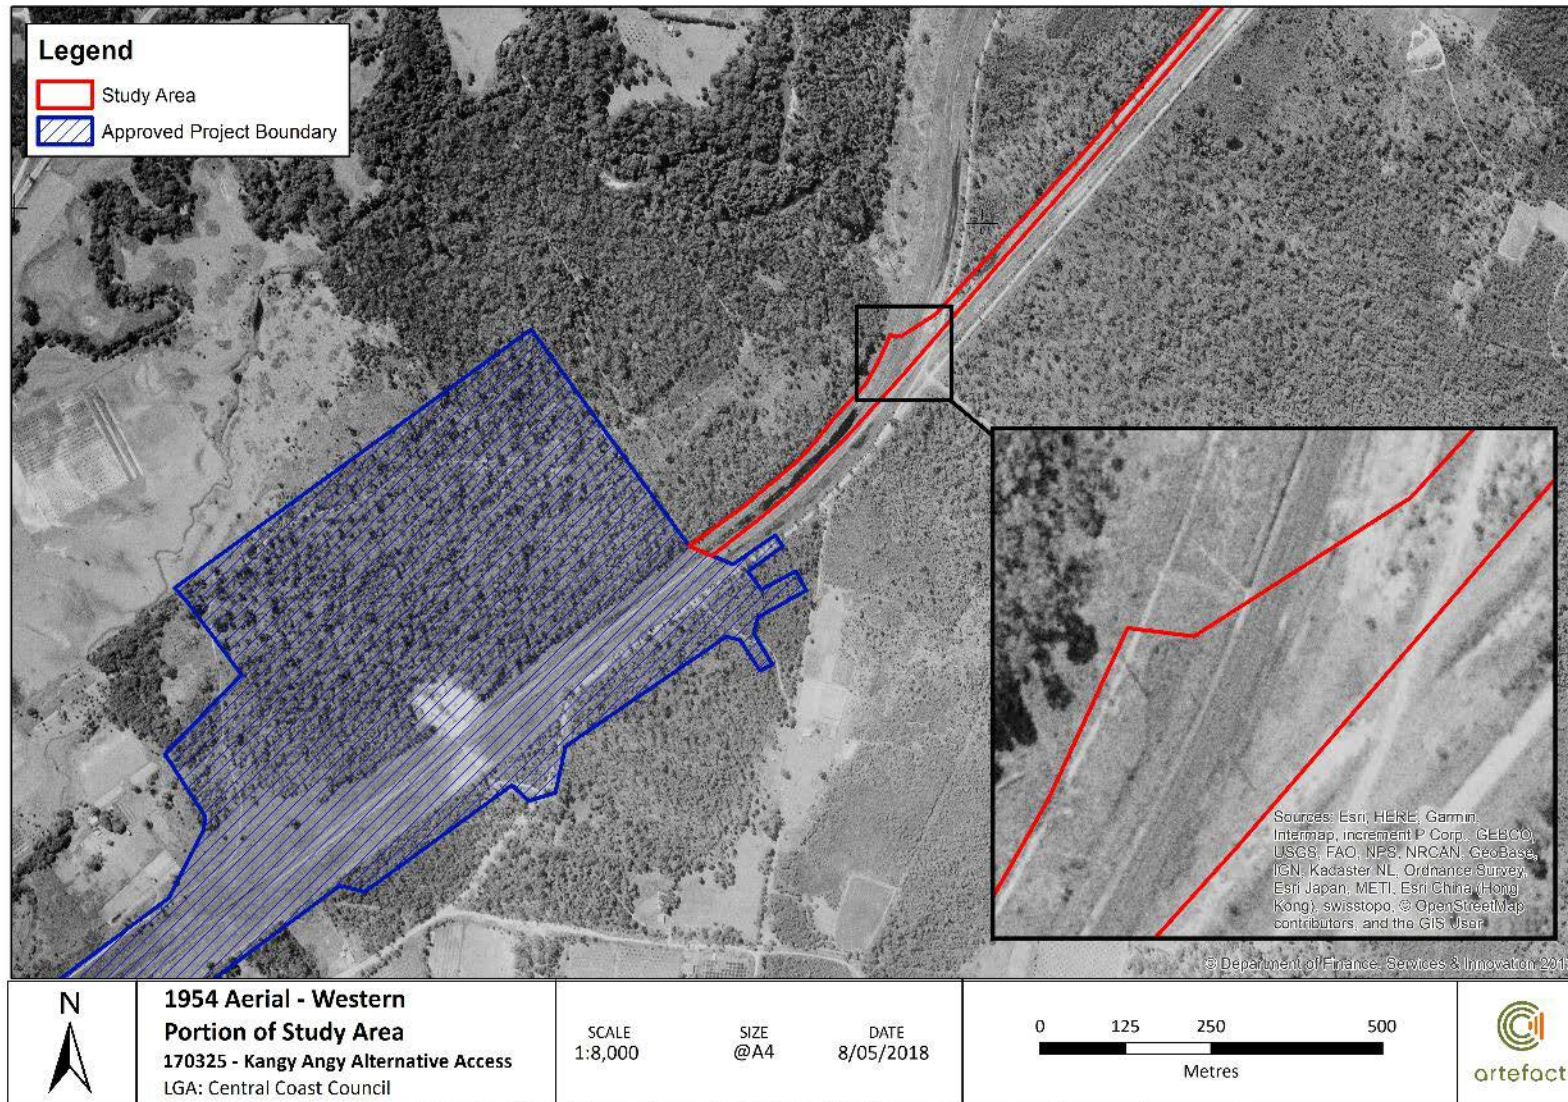 Legend
Study Area
Approved Project Boundary
Sources: Esri, HERE, Garmin,
Intermap, increment P Corp., GEBCO,
USGS, FAO, NPS, NRCAN, GeoBase,
IGN, Kadaster NL, Ordnance Survey,
Esri Japan, METI, Esri China (Hong
Kong), swisstopo, © OpenStreetMap
contributors, and the GIS User
© Department of Finance, Services & Innovation 201
N
1954 Aerial - Western
Portion of Study Area
170325 - Kangy Angy Alternative Access
LGA: Central Coast Council
SCALE
1:8,000
SIZE
@A4
DATE
8/05/2018
0 125 250 500
Metres
artefact